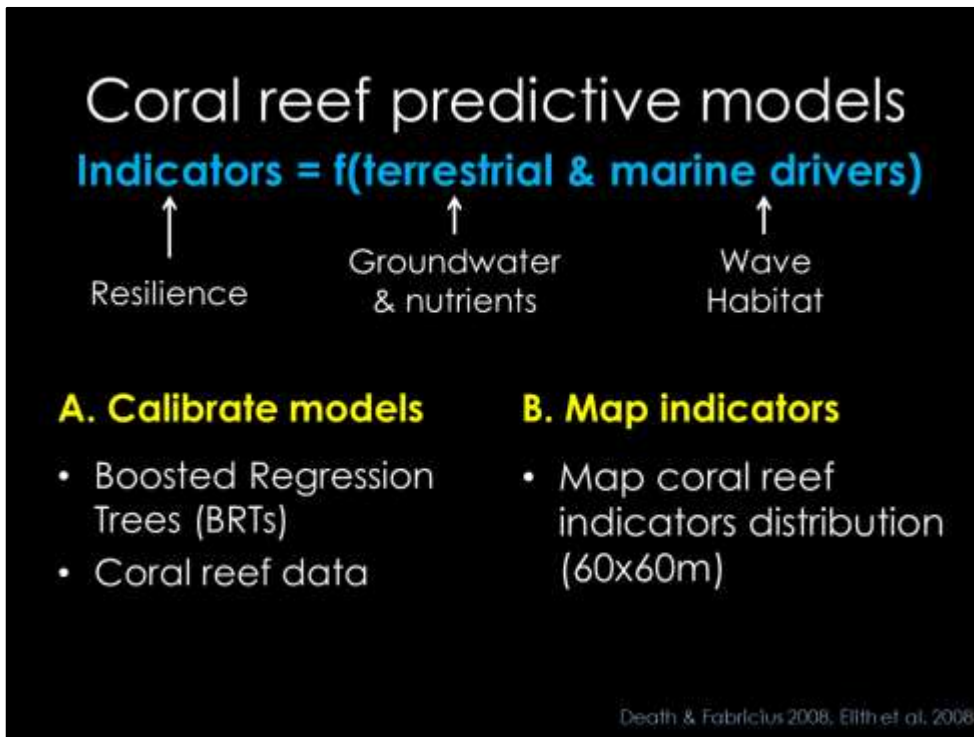 Coral reef predictive models
Indicators = f(terrestrial & marine drivers)
Resilience
Groundwater
& nutrients
Wave
Habitat
A. Calibrate models
• Boosted Regression
Trees (BRTs)
• Coral reef data
B. Map indicators
• Map coral reef
indicators distribution
(60x60m)
Death & Fabricius 2008, Elith et al. 2008